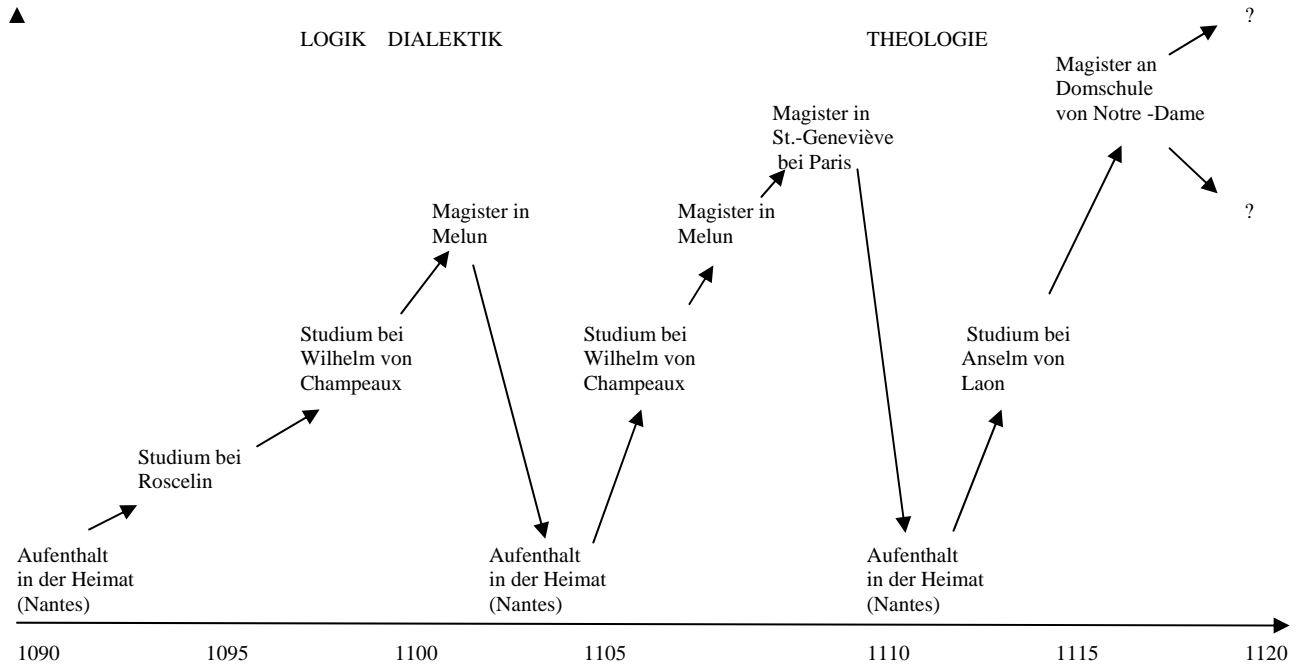 ?
LOGIK DIALEKTIK
THEOLOGIE
Magister an
Domschule
von Notre -Dame
Magister in
St.-Geneviève
bei Paris
Magister in
Melun
Magister in
Melun
?
Studium bei
Wilhelm von
Champeaux
Studium bei
Wilhelm von
Champeaux
Studium bei
Anselm von
Laon
Studium bei
Roscelin
Aufenthalt
in der Heimat
(Nantes)
Aufenthalt
in der Heimat
(Nantes)
Aufenthalt
in der Heimat
(Nantes)
1090 1095 1100 1105 1110 1115 1120